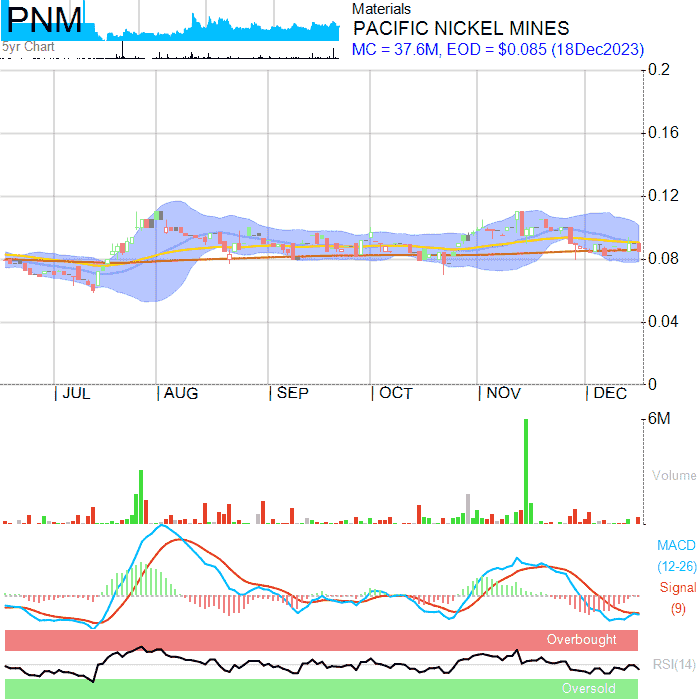 PNM
5yr Chart
Materials
PACIFIC NICKEL MINES
MC = 37.6M, EOD = $0.085 (18Dec2023)
0.2
0.16
0.12
0.08
0.04
0
JUL AUG SEP OCT NOV DEC
6M
Volume
MACD
(12-26)
Signal
(9)
Overbought
RSI(14)
Oversold